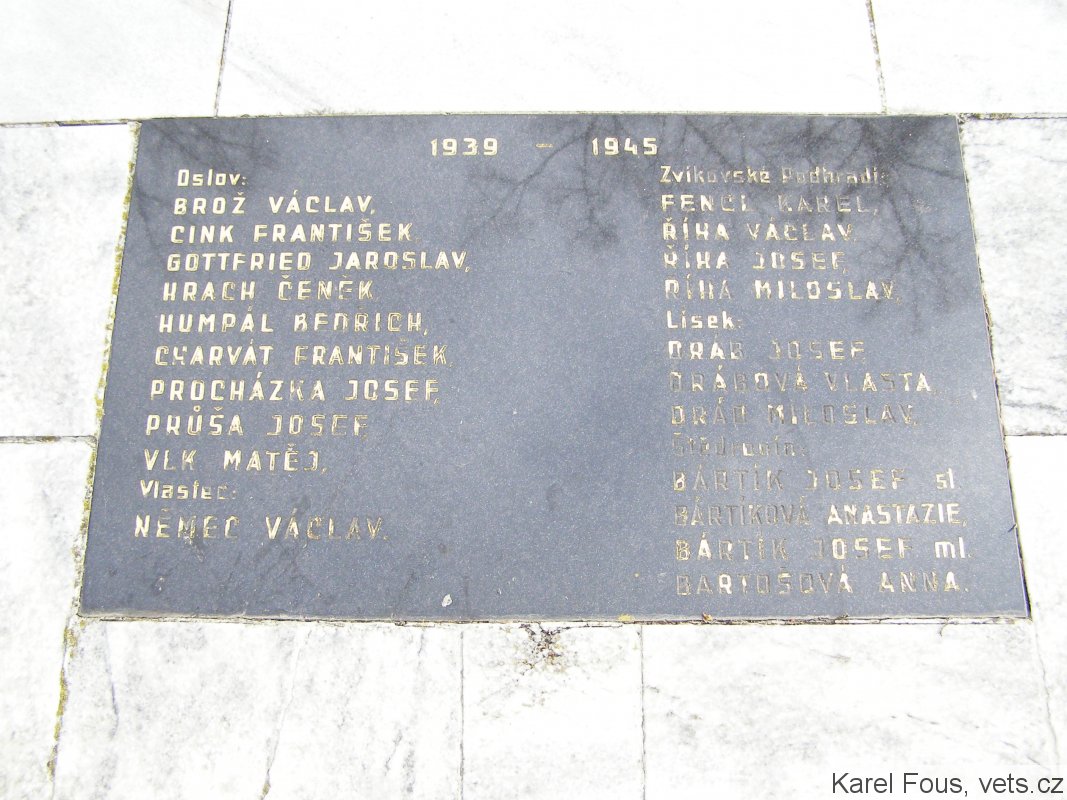 1939 - 1945
Oslov:
BROŽ VÁCLAV,
CINK FRANTIŠEK,
GOTTFRIED JAROSLAV,
HRACH ČENĚK,
HUMPÁL BEDŘICH,
CHARVÁT FRANTIŠEK,
PROCHÁZKA JOSEF,
PRŮŠA JOSEF,
VLK MATĚJ,
Vlastec:
NĚMEC VÁCLAV.
Zvíkovské Podhradí:
FENCL KAREL,
ŘÍHA VÁCLAV,
ŘÍHA JOSEF,
ŘÍHA MILOSLAV,
Lísek:
DRÁB JOSEF,
DRÁBOVÁ VLASTA,
DRÁB MILOSLAV,
Štědronín:
BÁRTÍK JOSEF st.
BÁRTÍKOVÁ ANASTAZIE,
BÁRTÍK JOSEF ml.
BARTOŠOVÁ ANNA.
Karel Fous, vets.cz